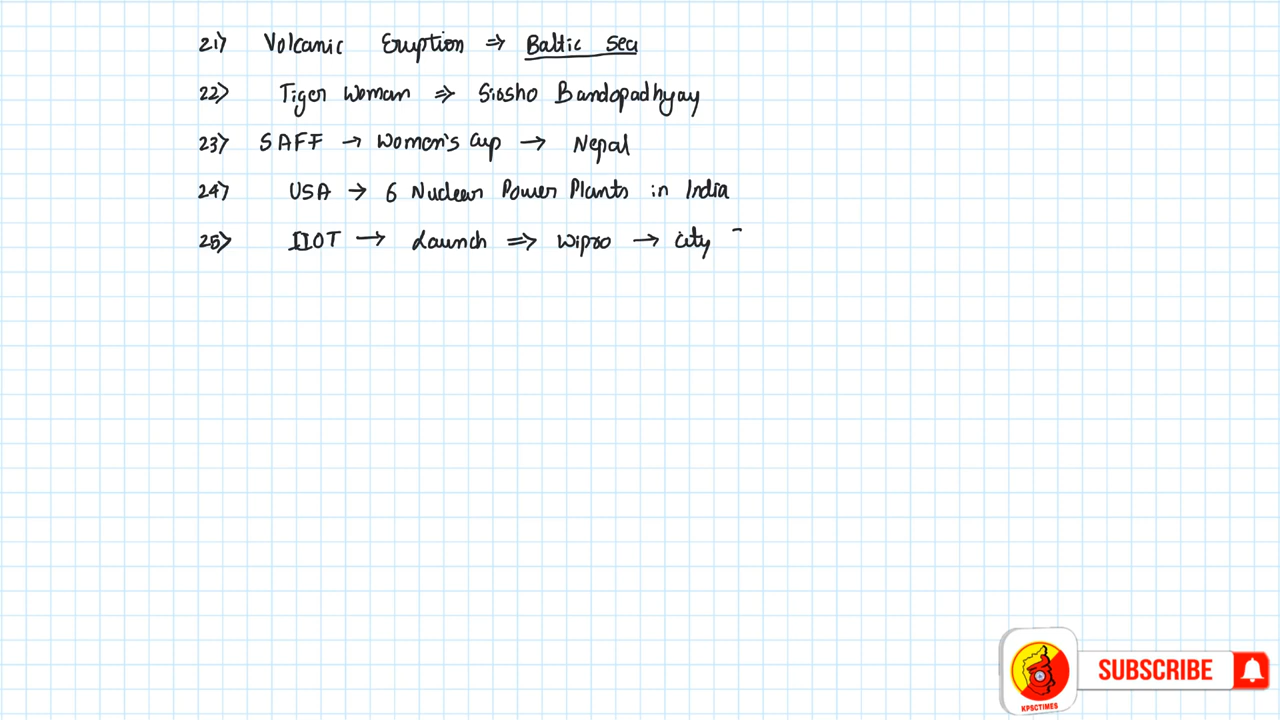 21) Volcanic Eruption ⇒ Baltic Sea
22) Tiger Woman ⇒ Siosho Bandopadhyay
23) SAFF → Women's Cup → Nepal
24) USA → 6 Nuclear Power Plants in India
25) IIOT → Launch ⇒ Wipro → City
SUBSCRIBE
KPSCTIMES